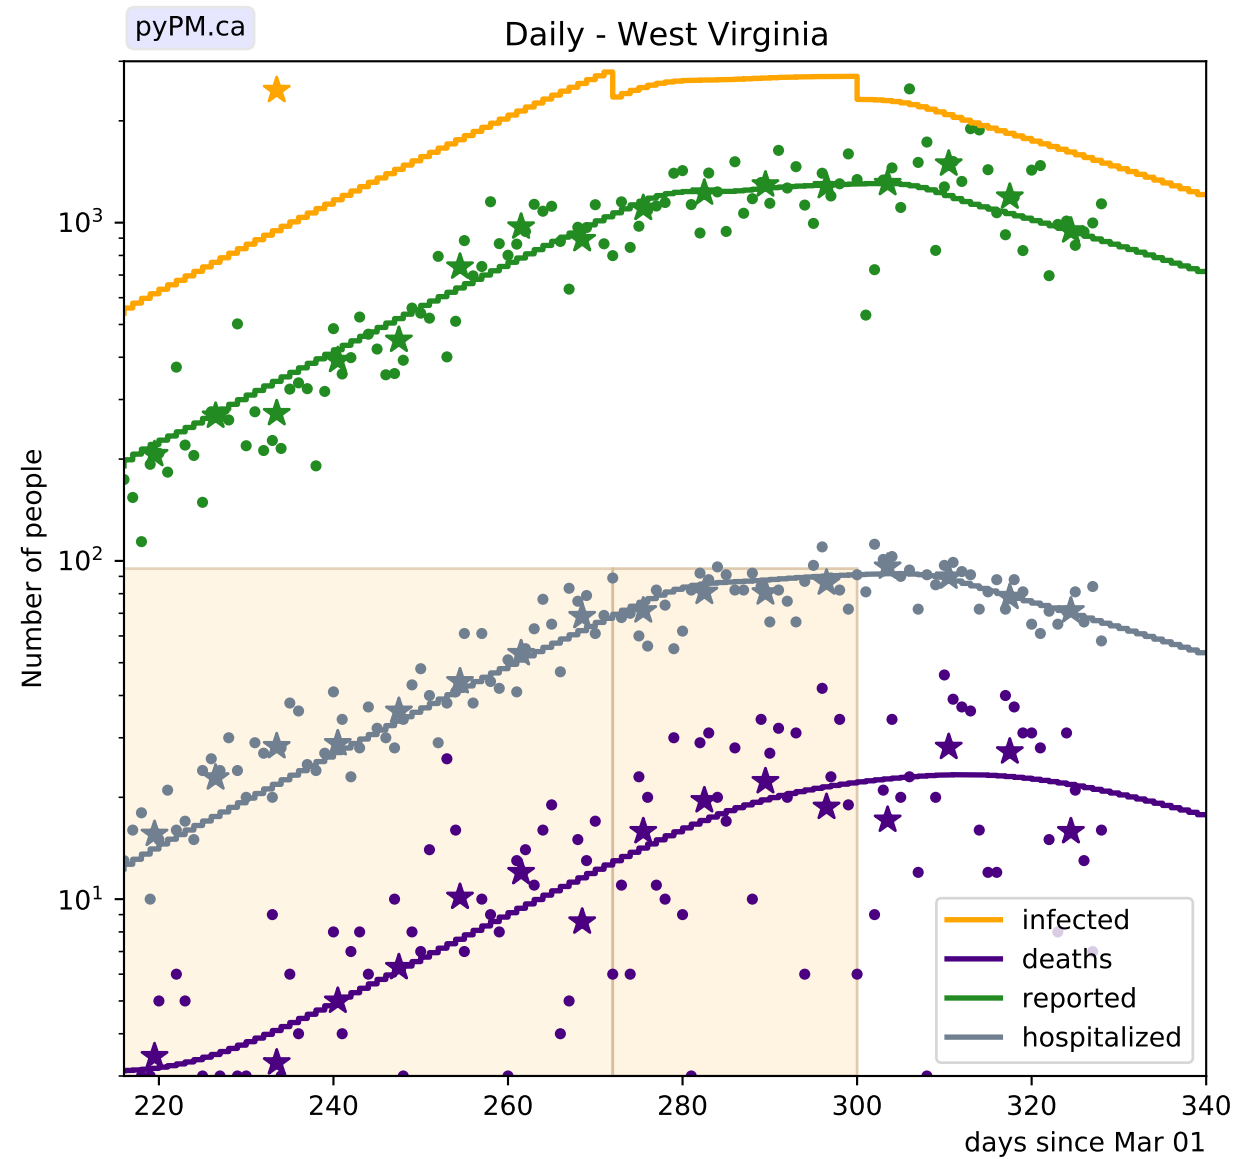 pyPM.ca
Daily - West Virginia
Number of people
10³
10²
10¹
infected
deaths
reported
hospitalized
220 240 260 280 300 320 340
days since Mar 01